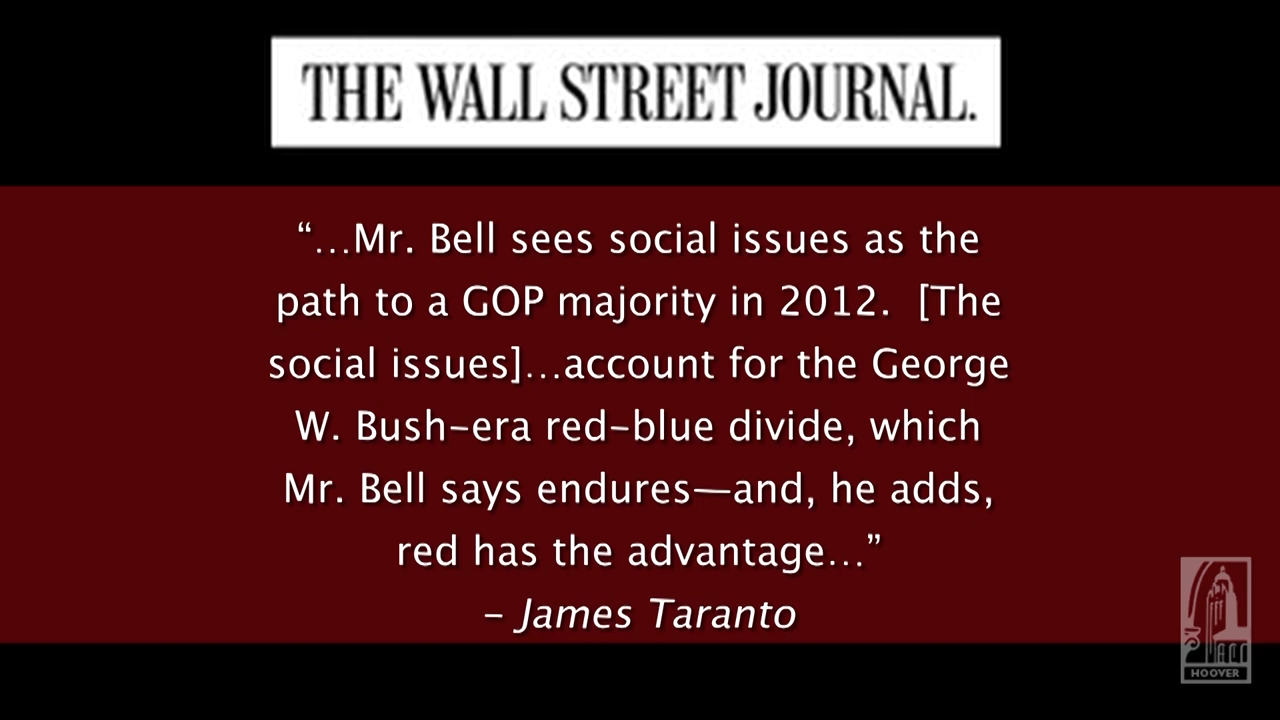 THE WALL STREET JOURNAL.
“...Mr. Bell sees social issues as the
path to a GOP majority in 2012.  [The
social issues]...account for the George
W. Bush–era red–blue divide, which
Mr. Bell says endures—and, he adds,
red has the advantage...”
– James Taranto
HOOVER